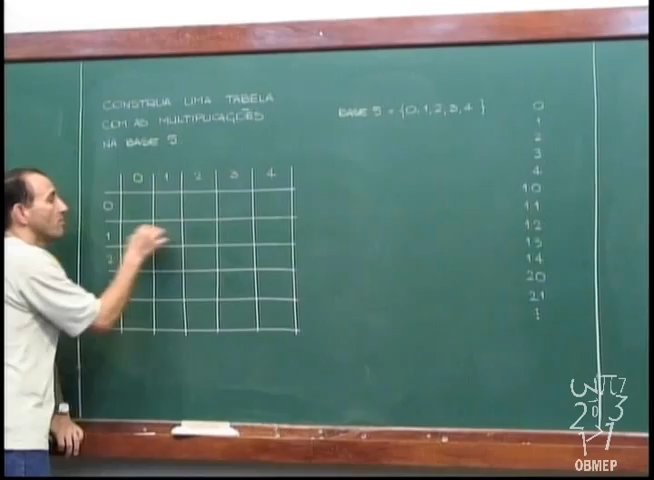 CONSTRUA UMA TABELA
COM AS MULTIPLICAÇÕES
NA BASE 5
0 1 2 3 4
0
1
2
BASE 5 = {0, 1, 2, 3, 4}
0
1
2
3
4
10
11
12
13
14
20
21
⋮
OBMEP